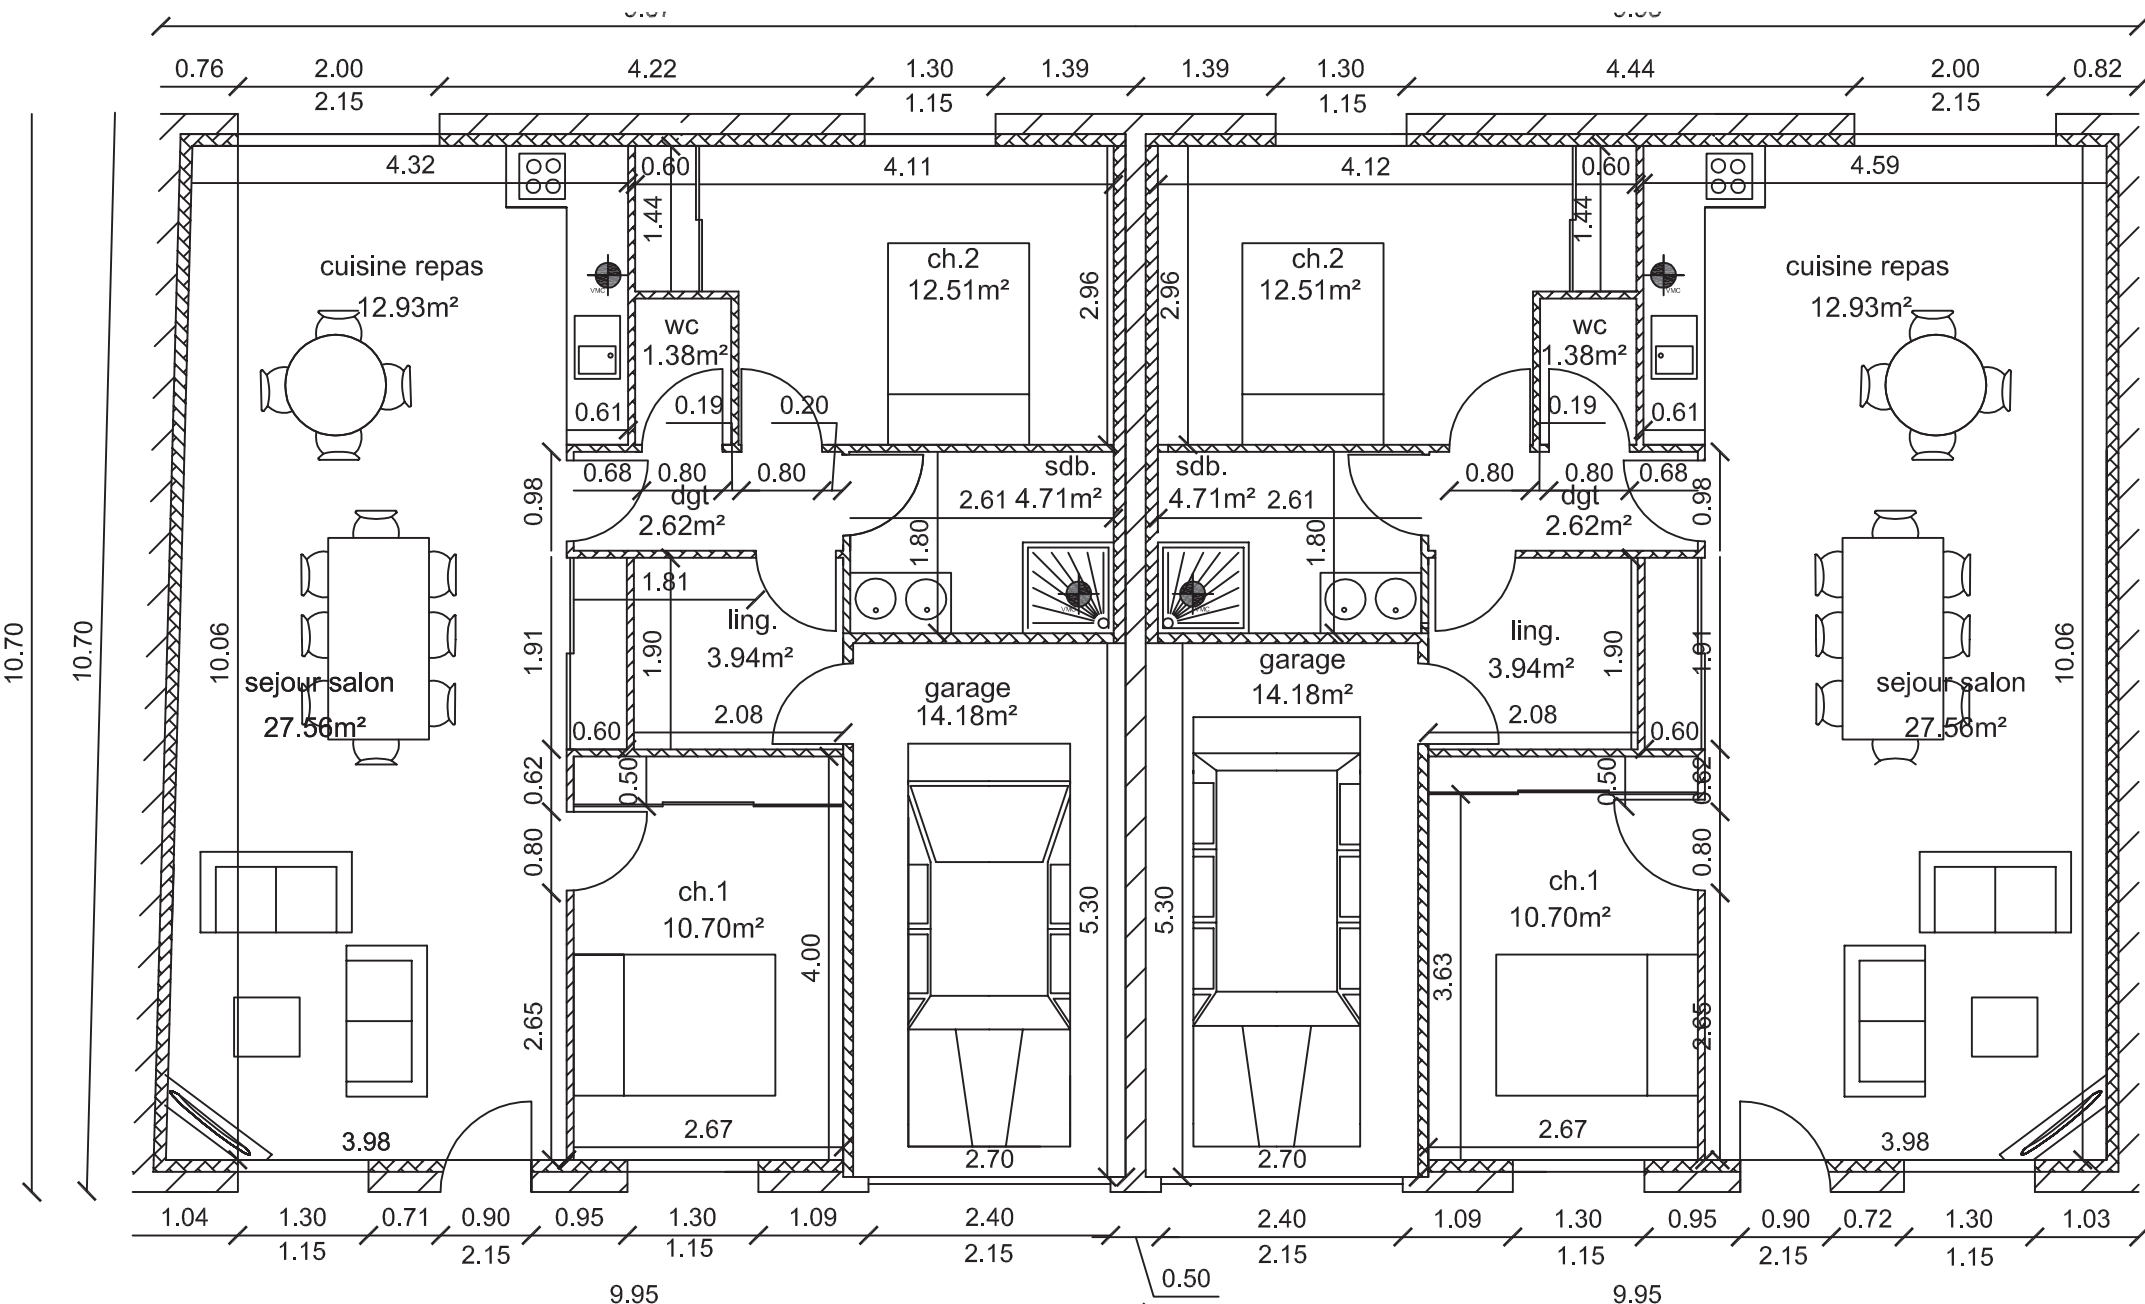 0.76 2.00 4.22 1.30 1.39 1.39 1.30 4.44 2.00 0.82
2.15 1.15 1.15 2.15
4.32 0.60 4.11 4.12 0.60 4.59
1.44 1.44
cuisine repas ch.2 ch.2 cuisine repas
12.93m² 12.51m² 12.51m² 12.93m²
VMC VMC
2.96 2.96
wc wc
1.38m² 1.38m²
0.61 0.19 0.20 0.19 0.61
0.68 0.80 0.80 sdb. sdb. 0.80 0.80 0.68
0.98 dgt 2.61 4.71m² 4.71m² 2.61 dgt 0.98
2.62m² 2.62m²
1.80 1.80
1.81
VMC VMC
ling. ling.
3.94m² 3.94m²
1.91 1.90 1.90 1.91
10.70 10.70 10.06 10.06
sejour salon garage garage sejour salon
27.56m² 14.18m² 14.18m² 27.56m²
0.60 2.08 2.08 0.60
0.62 0.50 0.50 0.62
0.80 0.80
ch.1 ch.1
10.70m² 10.70m²
4.00 5.30 5.30 3.63
2.65 2.65
3.98 2.67 2.70 2.70 2.67 3.98
1.04 1.30 0.71 0.90 0.95 1.30 1.09 2.40 2.40 1.09 1.30 0.95 0.90 0.72 1.30 1.03
1.15 2.15 1.15 2.15 2.15 1.15 2.15 1.15
0.50
9.95 9.95